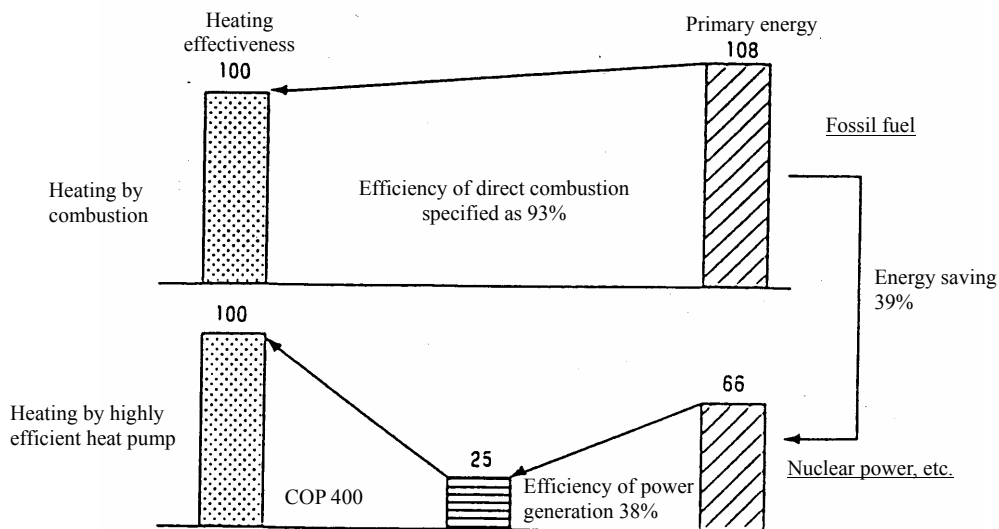 Heating
effectiveness
100
Primary energy
108
Fossil fuel
Heating by
combustion
Efficiency of direct combustion
specified as 93%
Energy saving
39%
100
66
Heating by highly
efficient heat pump
25
COP 400
Efficiency of power
generation 38%
Nuclear power, etc.